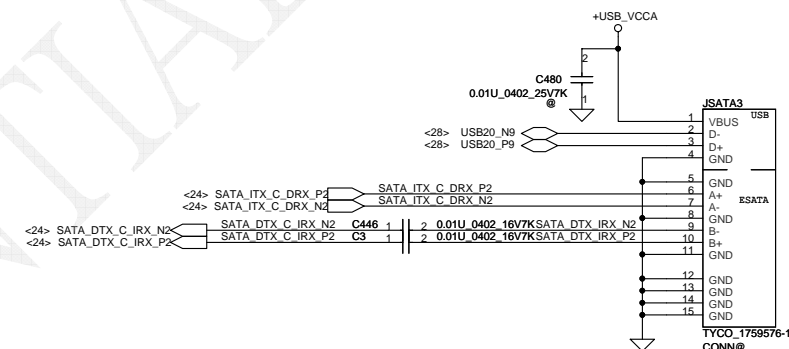 +USB_VCCA
2
C480
0.01U_0402_25V7K
@
1
JSATA3
USB
1 VBUS
<28> USB20_N9 2 D-
<28> USB20_P9 3 D+
4 GND
5 GND
ESATA
<24> SATA_ITX_C_DRX_P2 SATA_ITX_C_DRX_P2 6 A+
<24> SATA_ITX_C_DRX_N2 SATA_ITX_C_DRX_N2 7 A-
8 GND
<24> SATA_DTX_C_IRX_N2 SATA_DTX_C_IRX_N2 C446 1 2 0.01U_0402_16V7K SATA_DTX_IRX_N2 9 B-
<24> SATA_DTX_C_IRX_P2 SATA_DTX_C_IRX_P2 C3 1 2 0.01U_0402_16V7K SATA_DTX_IRX_P2 10 B+
11 GND
12 GND
13 GND
14 GND
15 GND
TYCO_1759576-1
CONN@